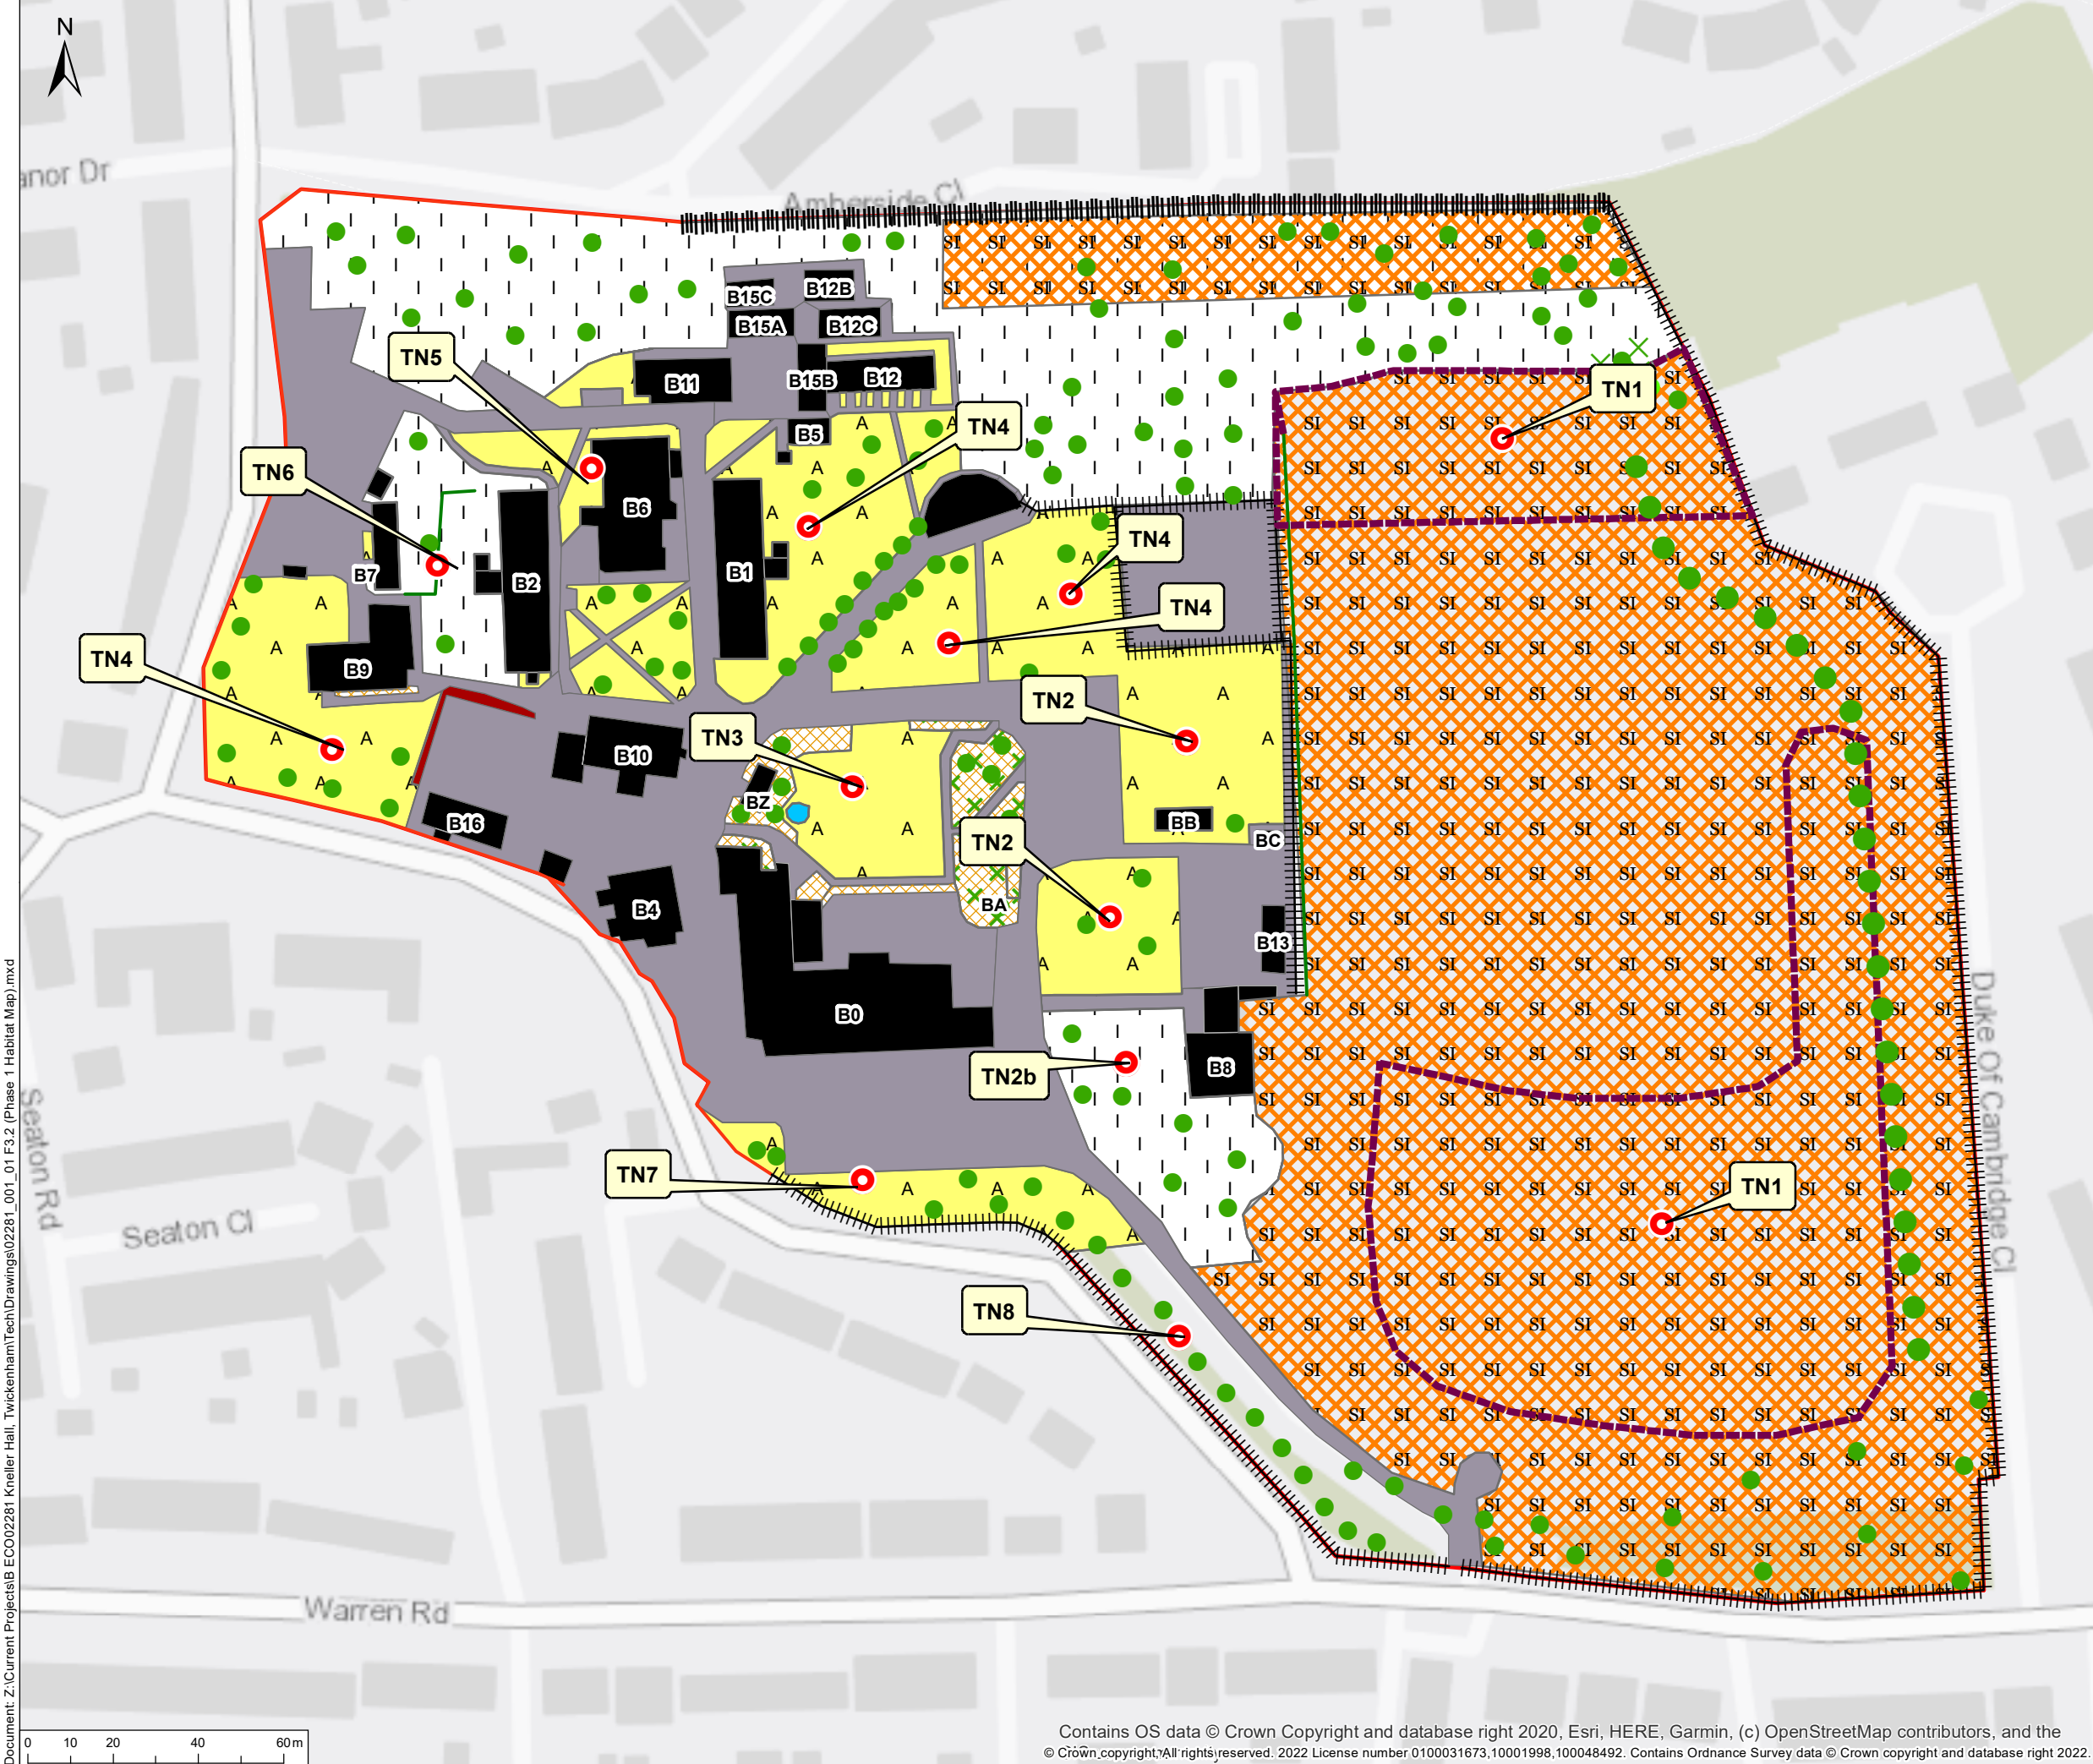 N
anor Dr
Amherside Cl
B15C
B12B
B15A
B12C
TN5
B11
B15B
B12
TN1
B5
TN4
TN6
B6
TN4
B7
B2
B1
TN4
TN4
B9
TN2
TN3
B10
BZ
B16
BB
TN2
BC
BA
B4
B13
B0
TN2b
B8
Duke Of Cambridge Cl
Seaton Rd
TN7
TN1
Seaton Cl
TN8
Warren Rd
A
SI
Document: Z:\Current Projects\B ECO02281 Kneller Hall, Twickenham\Tech\Drawings\02281_001_01 F3.2 (Phase 1 Habitat Map).mxd
0 10 20 40 60 m
Contains OS data © Crown Copyright and database right 2020, Esri, HERE, Garmin, (c) OpenStreetMap contributors, and the
© Crown copyright, All rights reserved. 2022 License number 0100031673,10001998,100048492. Contains Ordnance Survey data © Crown copyright and database right 2022